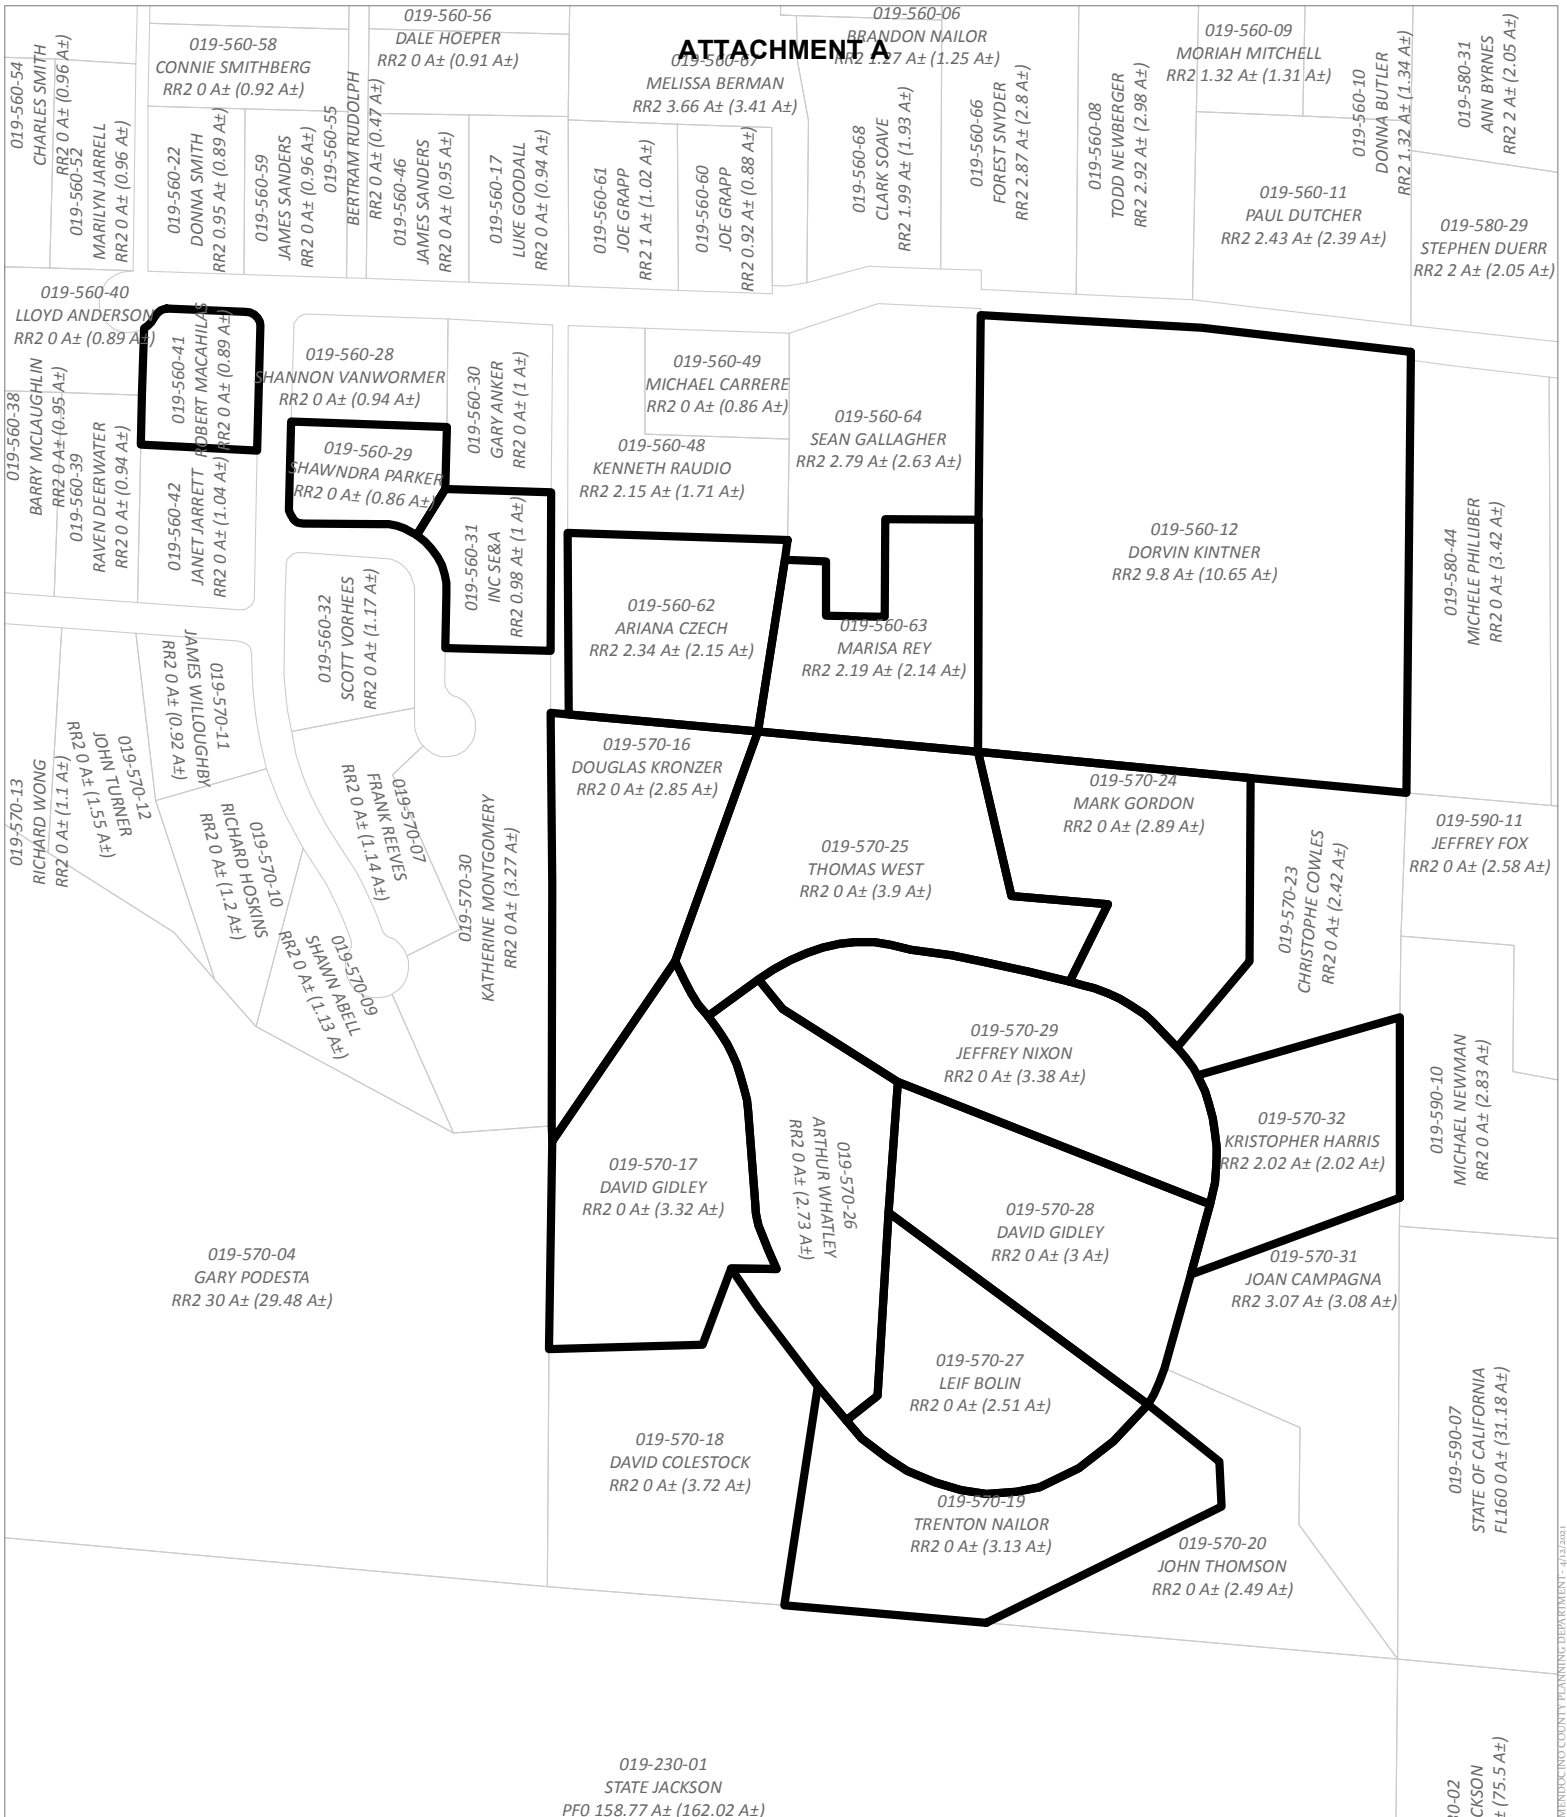 ATTACHMENT A
019-560-54
CHARLES SMITH
RR2 0 A± (0.96 A±)
019-560-58
CONNIE SMITHBERG
RR2 0 A± (0.92 A±)
019-560-56
DALE HOEPER
RR2 0 A± (0.91 A±)
019-560-67
MELISSA BERMAN
RR2 3.66 A± (3.41 A±)
019-560-06
BRANDON NAILOR
RR2 1.27 A± (1.25 A±)
019-560-09
MORIAH MITCHELL
RR2 1.32 A± (1.31 A±)
019-560-10
DONNA BUTLER
RR2 1.32 A± (1.34 A±)
019-580-31
ANN BYRNES
RR2 2 A± (2.05 A±)
019-560-52
MARILYN JARRELL
RR2 0 A± (0.96 A±)
019-560-22
DONNA SMITH
RR2 0.95 A± (0.89 A±)
019-560-59
JAMES SANDERS
RR2 0 A± (0.96 A±)
019-560-55
BERTRAM RUDOLPH
RR2 0 A± (0.47 A±)
019-560-46
JAMES SANDERS
RR2 0 A± (0.95 A±)
019-560-17
LUKE GOODALL
RR2 0 A± (0.94 A±)
019-560-61
JOE GRAPP
RR2 1 A± (1.02 A±)
019-560-60
JOE GRAPP
RR2 0.92 A± (0.88 A±)
019-560-68
CLARK SOAVE
RR2 1.99 A± (1.93 A±)
019-560-66
FOREST SNYDER
RR2 2.87 A± (2.8 A±)
019-560-08
TODD NEWBERGER
RR2 2.92 A± (2.98 A±)
019-560-11
PAUL DUTCHER
RR2 2.43 A± (2.39 A±)
019-580-29
STEPHEN DUERR
RR2 2 A± (2.05 A±)
019-560-40
LLOYD ANDERSON
RR2 0 A± (0.89 A±)
019-560-41
ROBERT MACAHILAS
RR2 0 A± (0.89 A±)
019-560-28
SHANNON VANWORMER
RR2 0 A± (0.94 A±)
019-560-30
GARY ANKER
RR2 0 A± (1 A±)
019-560-49
MICHAEL CARRERE
RR2 0 A± (0.86 A±)
019-560-64
SEAN GALLAGHER
RR2 2.79 A± (2.63 A±)
019-560-38
BARRY MCLAUGHLIN
RR2 0 A± (0.95 A±)
019-560-39
RAVEN DEERWATER
RR2 0 A± (0.94 A±)
019-560-42
JANET JARRETT
RR2 0 A± (1.04 A±)
019-560-29
SHAWNDRA PARKER
RR2 0 A± (0.86 A±)
019-560-48
KENNETH RAUDIO
RR2 2.15 A± (1.71 A±)
019-560-31
INC SE&A
RR2 0.98 A± (1 A±)
019-560-12
DORVIN KINTNER
RR2 9.8 A± (10.65 A±)
019-580-44
MICHELE PHILLIBER
RR2 0 A± (3.42 A±)
019-560-32
SCOTT VORHEES
RR2 0 A± (1.17 A±)
019-560-62
ARIANA CZECH
RR2 2.34 A± (2.15 A±)
019-560-63
MARISA REY
RR2 2.19 A± (2.14 A±)
019-570-11
JAMES WILLOUGHBY
RR2 0 A± (0.92 A±)
019-570-12
JOHN TURNER
RR2 0 A± (1.55 A±)
019-570-13
RICHARD WONG
RR2 0 A± (1.1 A±)
019-570-10
RICHARD HOSKINS
RR2 0 A± (1.2 A±)
019-570-07
FRANK REEVES
RR2 0 A± (1.14 A±)
019-570-30
KATHERINE MONTGOMERY
RR2 0 A± (3.27 A±)
019-570-16
DOUGLAS KRONZER
RR2 0 A± (2.85 A±)
019-570-25
THOMAS WEST
RR2 0 A± (3.9 A±)
019-570-24
MARK GORDON
RR2 0 A± (2.89 A±)
019-570-23
CHRISTOPHE COWLES
RR2 0 A± (2.42 A±)
019-590-11
JEFFREY FOX
RR2 0 A± (2.58 A±)
019-570-09
SHAWN ABELL
RR2 0 A± (1.13 A±)
019-570-29
JEFFREY NIXON
RR2 0 A± (3.38 A±)
019-570-32
KRISTOPHER HARRIS
RR2 2.02 A± (2.02 A±)
019-590-10
MICHAEL NEWMAN
RR2 0 A± (2.83 A±)
019-570-17
DAVID GIDLEY
RR2 0 A± (3.32 A±)
019-570-26
ARTHUR WHATLEY
RR2 0 A± (2.73 A±)
019-570-28
DAVID GIDLEY
RR2 0 A± (3 A±)
019-570-31
JOAN CAMPAGNA
RR2 3.07 A± (3.08 A±)
019-570-04
GARY PODESTA
RR2 30 A± (29.48 A±)
019-570-27
LEIF BOLIN
RR2 0 A± (2.51 A±)
019-590-07
STATE OF CALIFORNIA
FL160 0 A± (31.18 A±)
019-570-18
DAVID COLESTOCK
RR2 0 A± (3.72 A±)
019-570-19
TRENTON NAILOR
RR2 0 A± (3.13 A±)
019-570-20
JOHN THOMSON
RR2 0 A± (2.49 A±)
019-230-01
STATE JACKSON
PF0 158.77 A± (162.02 A±)
0-02
CKSON
± (75.5 A±)
MENDOCINO COUNTY PLANNING DEPARTMENT - 4/12/2021